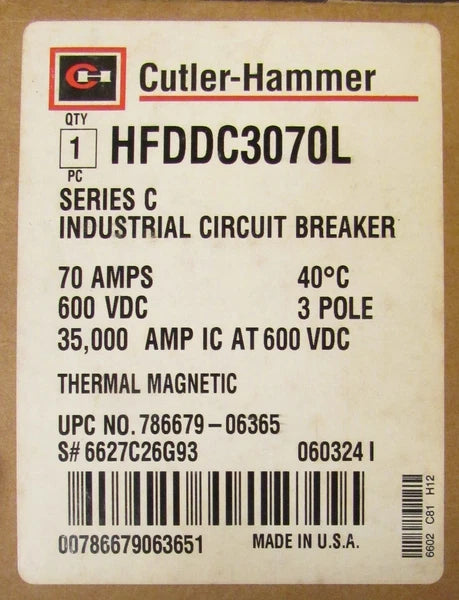 CH Cutler-Hammer
QTY
1 HFDDC3070L
PC
SERIES C
INDUSTRIAL CIRCUIT BREAKER
70 AMPS 40°C
600 VDC 3 POLE
35,000 AMP IC AT 600 VDC
THERMAL MAGNETIC
UPC NO. 786679-06365
S# 6627C26G93 060324 I
00786679063651 MADE IN U.S.A.
6602 C81 H12